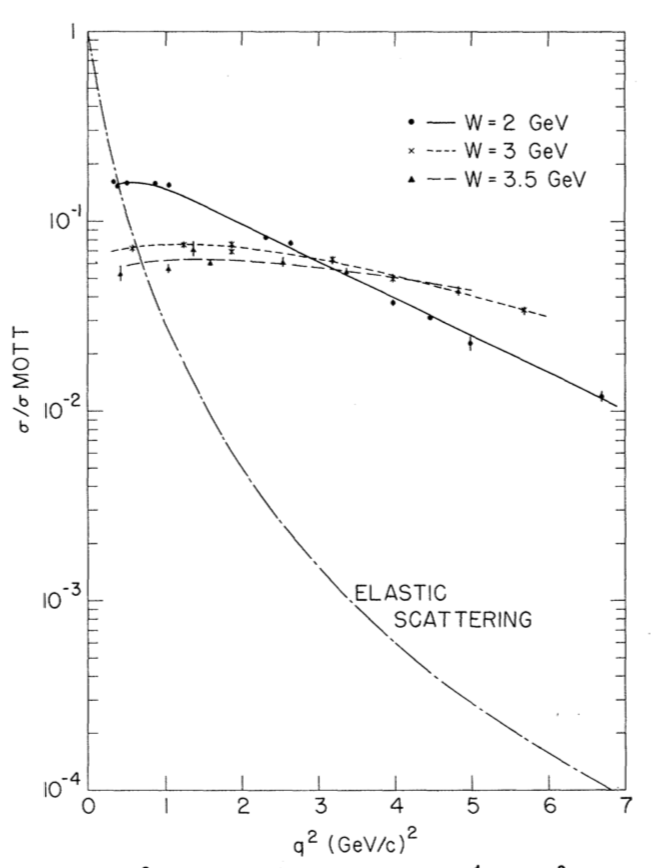 1
W = 2 GeV
W = 3 GeV
W = 3.5 GeV
10⁻¹
σ/σ MOTT
10⁻²
10⁻³
ELASTIC
SCATTERING
10⁻⁴
0 1 2 3 4 5 6 7
q² (GeV/c)²